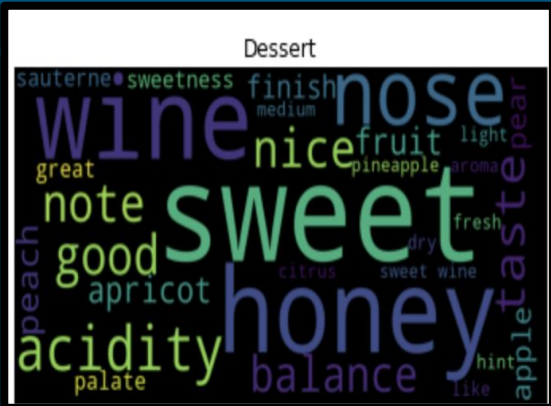 Dessert
sauterne sweetness finish nose
wine medium
nice fruit light pear
great pineapple aroma
note sweet taste
good fresh
dry
peach apricot citrus sweet wine
honey
acidity apple
palate balance hint
like